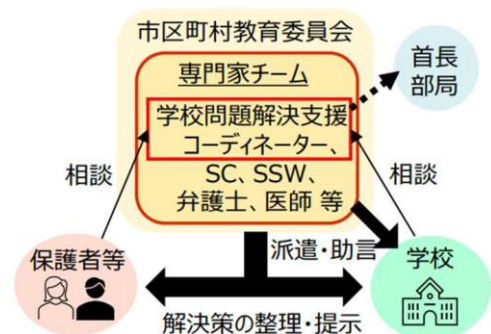 市区町村教育委員会
専門家チーム
学校問題解決支援
コーディネーター、
SC、SSW、
弁護士、医師 等
首長
部局
相談
相談
派遣・助言
保護者等
学校
解決策の整理・提示